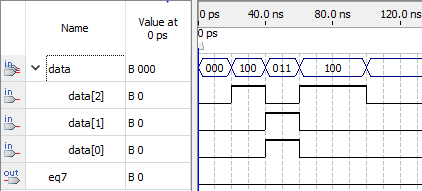 Name
Value at
0 ps
0 ps 40.0 ns 80.0 ns 120.0 ns
0 ps
in data B 000 000 100 011 100
in data[2] B 0
in data[1] B 0
in data[0] B 0
out eq7 B 0